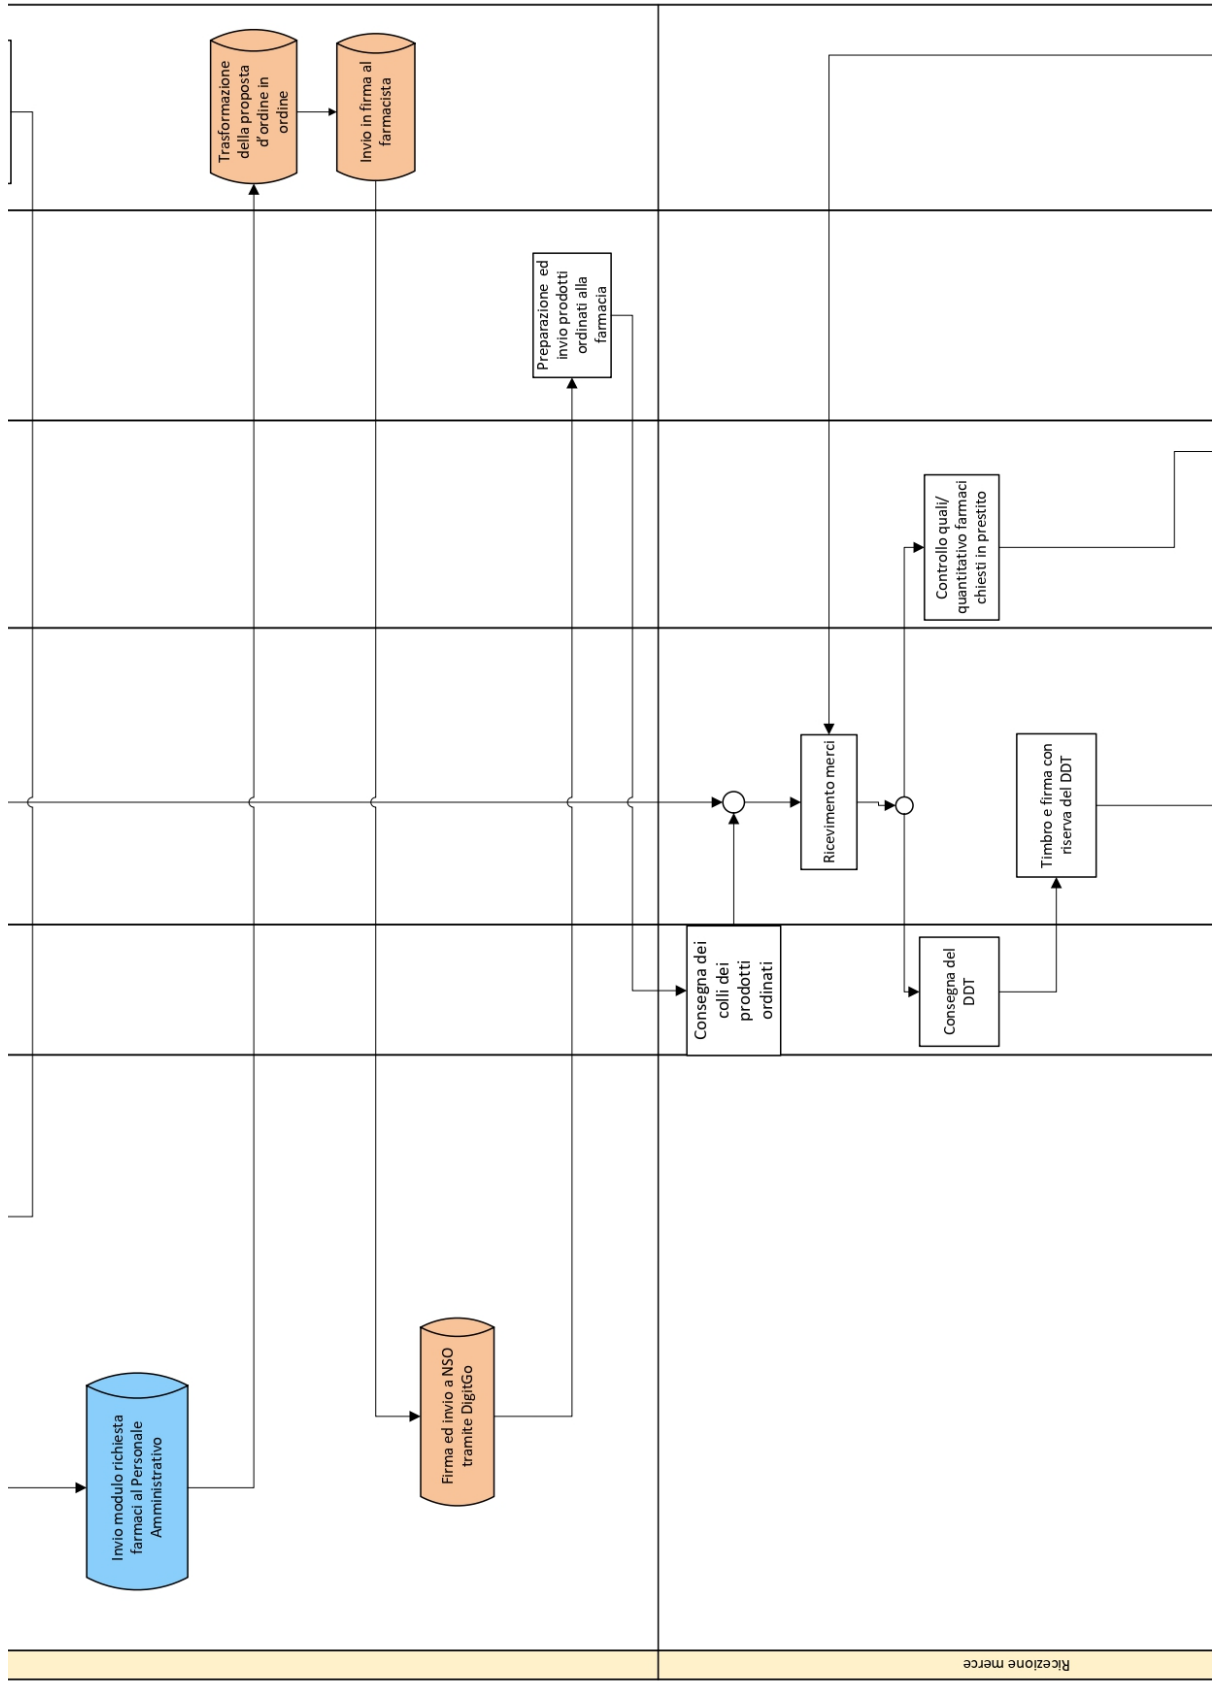 Trasformazione
della proposta
d'ordine in
ordine
Invio in firma al
farmacista
Preparazione ed
invio prodotti
ordinati alla
farmacia
Controllo quali/
quantitativo farmaci
chiesti in prestito
Ricevimento merci
Timbro e firma con
riserva del DDT
Consegna dei
colli dei
prodotti
ordinati
Consegna del
DDT
Invio modulo richiesta
farmaci al Personale
Amministrativo
Firma ed invio a NSO
tramite DigitGo
Ricezione merce